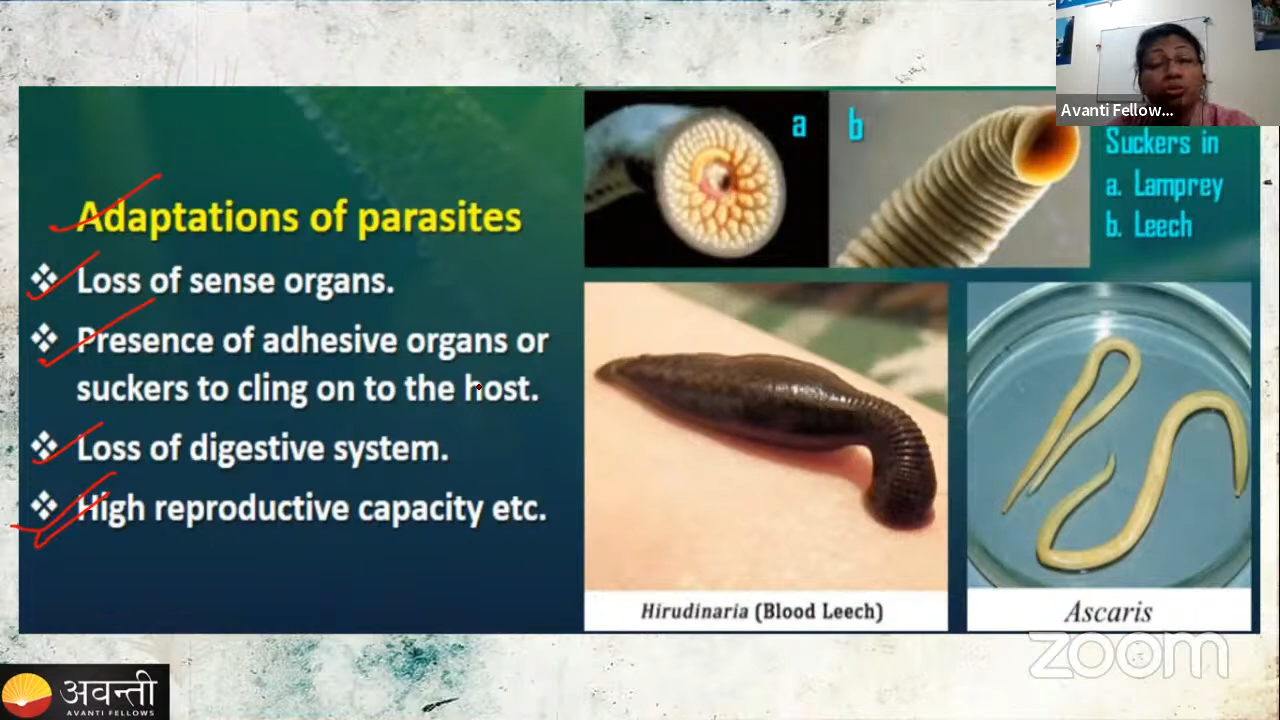 Avanti Fellow...
a
b
Suckers in
a. Lamprey
b. Leech
Adaptations of parasites
❖ Loss of sense organs.
❖ Presence of adhesive organs or
suckers to cling on to the host.
❖ Loss of digestive system.
❖ High reproductive capacity etc.
Hirudinaria (Blood Leech)
Ascaris
zoom
अवन्ती
AVANTI FELLOWS